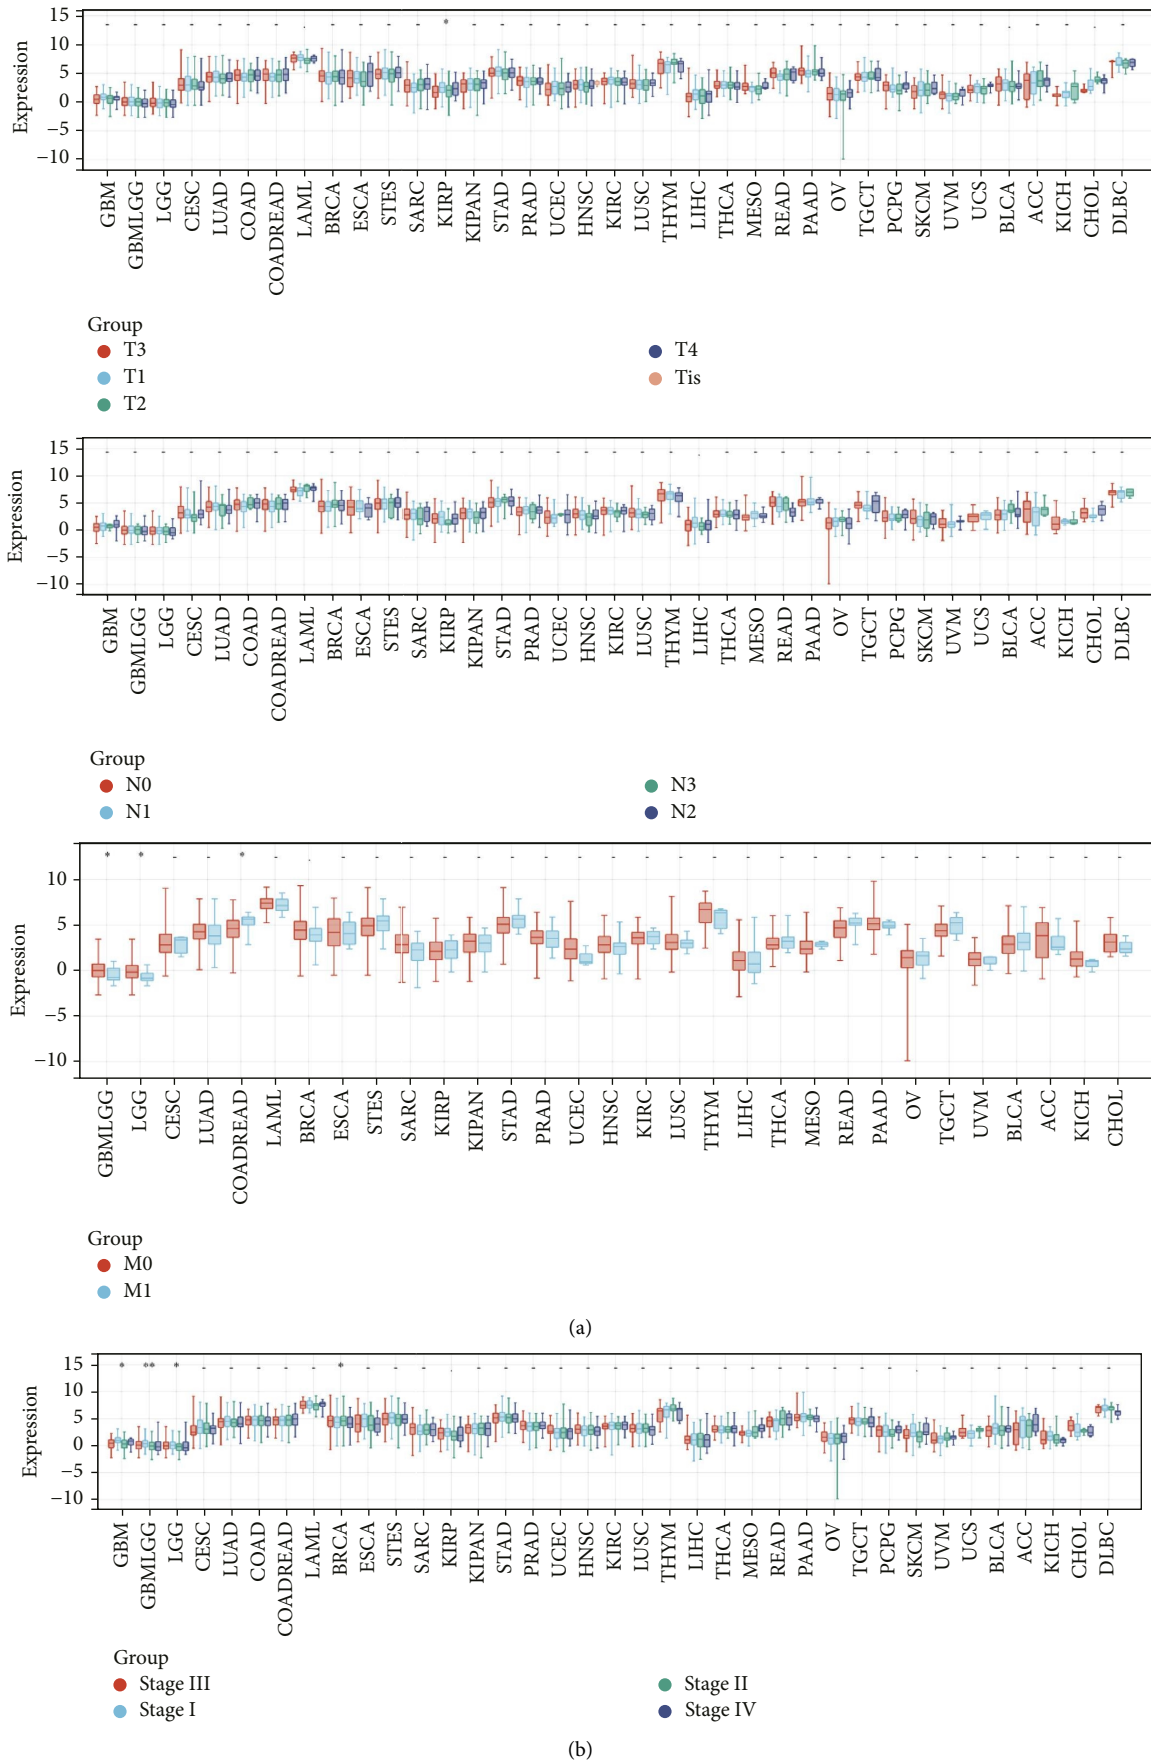 Expression
15
10
5
0
−5
−10
* 
GBM
GBMLGG
LGG
CESC
LUAD
COAD
COADREAD
LAML
BRCA
ESCA
STES
SARC
KIRP
KIPAN
STAD
PRAD
UCEC
HNSC
KIRC
LUSC
THYM
LIHC
THCA
MESO
READ
PAAD
OV
TGCT
PCPG
SKCM
UVM
UCS
BLCA
ACC
KICH
CHOL
DLBC
Group
T3
T1
T2
T4
Tis
Expression
15
10
5
0
−5
−10
GBM
GBMLGG
LGG
CESC
LUAD
COAD
COADREAD
LAML
BRCA
ESCA
STES
SARC
KIRP
KIPAN
STAD
PRAD
UCEC
HNSC
KIRC
LUSC
THYM
LIHC
THCA
MESO
READ
PAAD
OV
TGCT
PCPG
SKCM
UVM
UCS
BLCA
ACC
KICH
CHOL
DLBC
Group
N0
N1
N3
N2
Expression
10
5
0
−5
−10
* * *
GBMLGG
LGG
CESC
LUAD
COADREAD
LAML
BRCA
ESCA
STES
SARC
KIRP
KIPAN
STAD
PRAD
UCEC
HNSC
KIRC
LUSC
THYM
LIHC
THCA
MESO
READ
PAAD
OV
TGCT
UVM
BLCA
ACC
KICH
CHOL
Group
M0
M1
(a)
Expression
15
10
5
0
−5
−10
* ** * *
GBM
GBMLGG
LGG
CESC
LUAD
COAD
COADREAD
LAML
BRCA
ESCA
STES
SARC
KIRP
KIPAN
STAD
PRAD
UCEC
HNSC
KIRC
LUSC
THYM
LIHC
THCA
MESO
READ
PAAD
OV
TGCT
PCPG
SKCM
UVM
UCS
BLCA
ACC
KICH
CHOL
DLBC
Group
Stage III
Stage I
Stage II
Stage IV
(b)